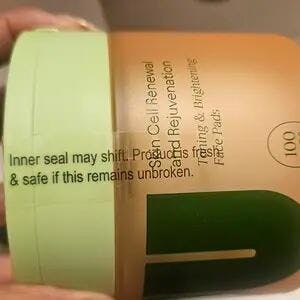 Inner seal may shift. Product is fresh
& safe if this remains unbroken.
Skin Cell Renewal
and Rejuvenation
Toning & Brightening
Face Pads
100